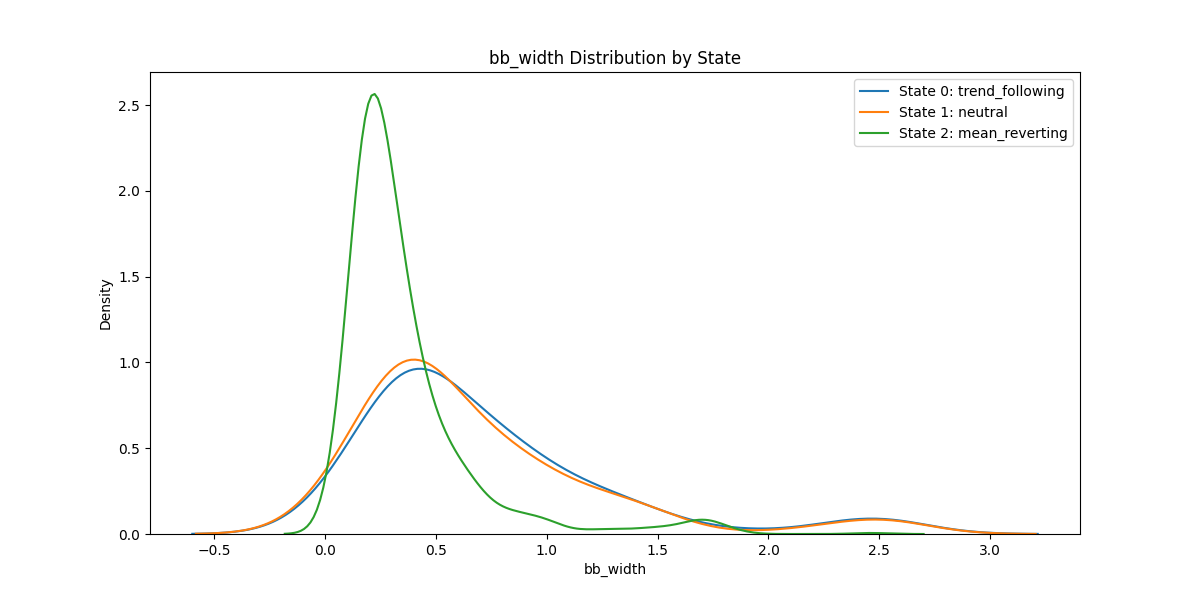 bb_width Distribution by State
State 0: trend_following
State 1: neutral
State 2: mean_reverting
Density
2.5
2.0
1.5
1.0
0.5
0.0
−0.5
0.0
0.5
1.0
1.5
2.0
2.5
3.0
bb_width